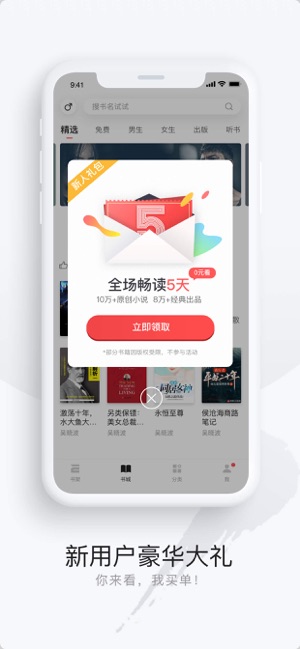 9:41
搜书名试试
精选 免费 男生 女生 出版 听书
新人礼包
5
0元看
全场畅读5天
10万+原创小说 8万+经典出品
立即领取
*部分书籍因版权受限，不参与活动
激荡十年， 另类保镖： 永恒至尊 侯沧海商路
水大鱼大... 美女总裁... 笔记
吴晓波 吴晓波 吴晓波 吴晓波
书架 书城 分类 我
新用户豪华大礼
你来看，我买单！